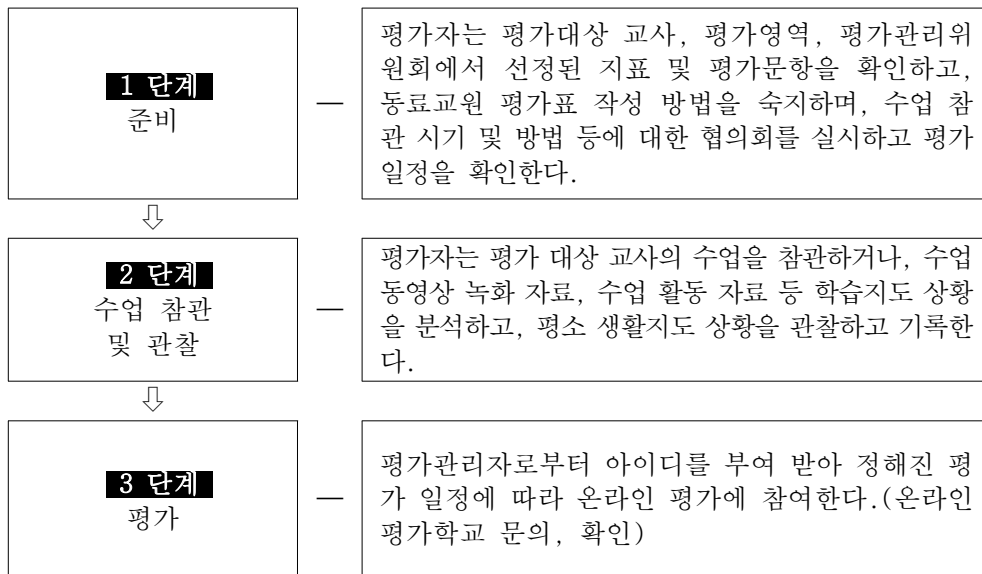 1 단계
준비
평가자는 평가대상 교사, 평가영역, 평가관리위
원회에서 선정된 지표 및 평가문항을 확인하고,
동료교원 평가표 작성 방법을 숙지하며, 수업 참
관 시기 및 방법 등에 대한 협의회를 실시하고 평가
일정을 확인한다.
2 단계
수업 참관
및 관찰
평가자는 평가 대상 교사의 수업을 참관하거나, 수업
동영상 녹화 자료, 수업 활동 자료 등 학습지도 상황
을 분석하고, 평소 생활지도 상황을 관찰하고 기록한
다.
3 단계
평가
평가관리자로부터 아이디를 부여 받아 정해진 평
가 일정에 따라 온라인 평가에 참여한다.(온라인
평가학교 문의, 확인)